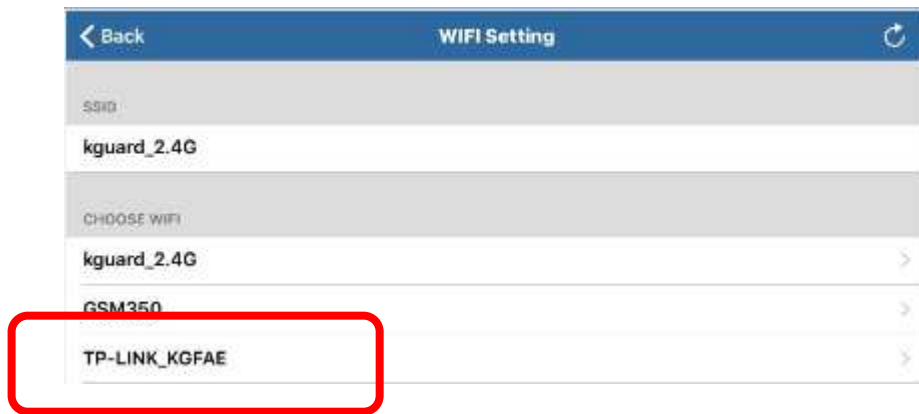 Back WIFI Setting
SSID
kguard_2.4G
CHOOSE WIFI
kguard_2.4G
GSM350
TP-LINK_KGFAE